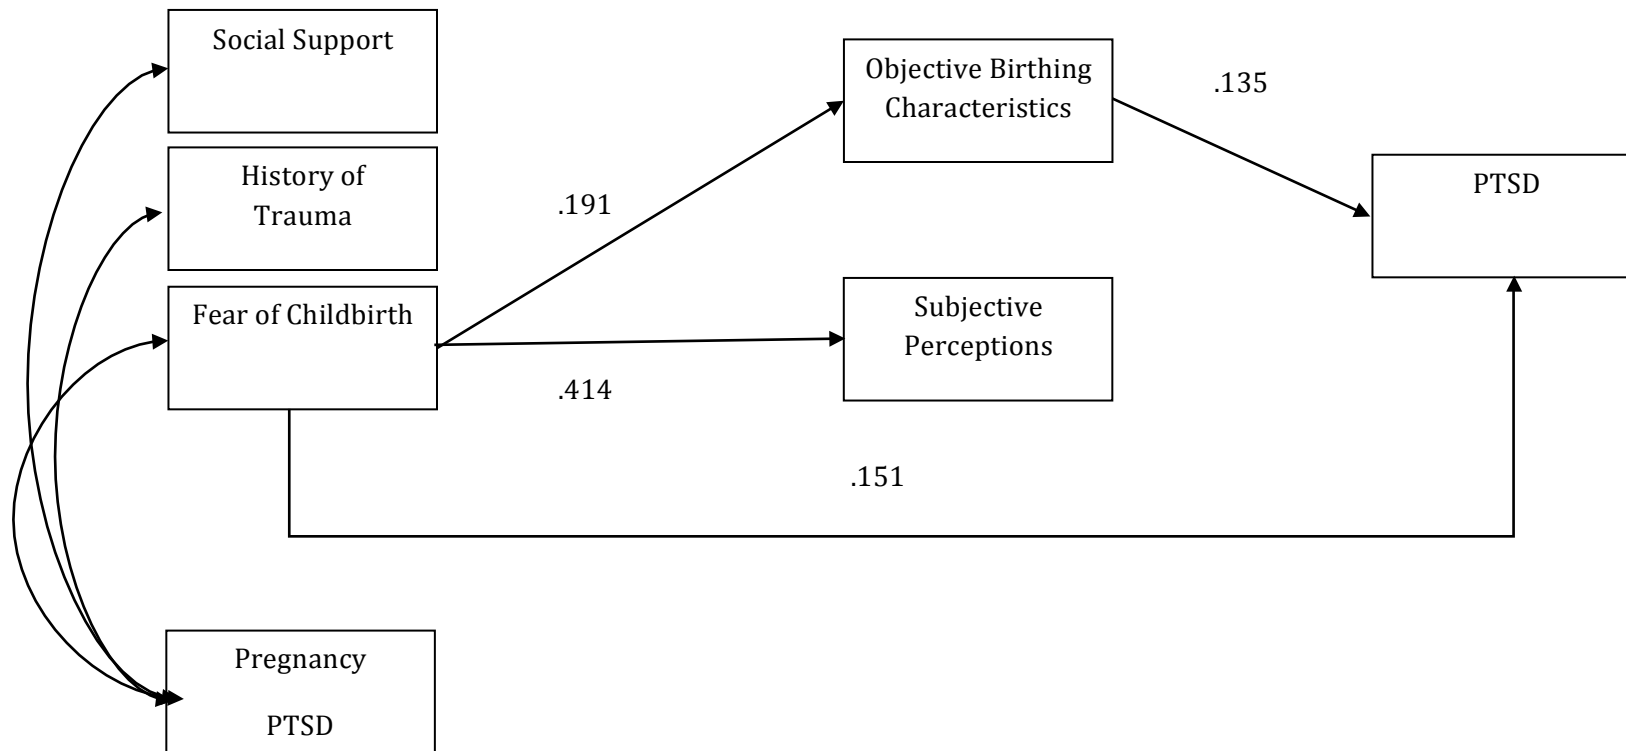 Social Support
Objective Birthing
Characteristics
.135
History of
Trauma
.191
PTSD
Fear of Childbirth
Subjective
Perceptions
.414
.151
Pregnancy
PTSD